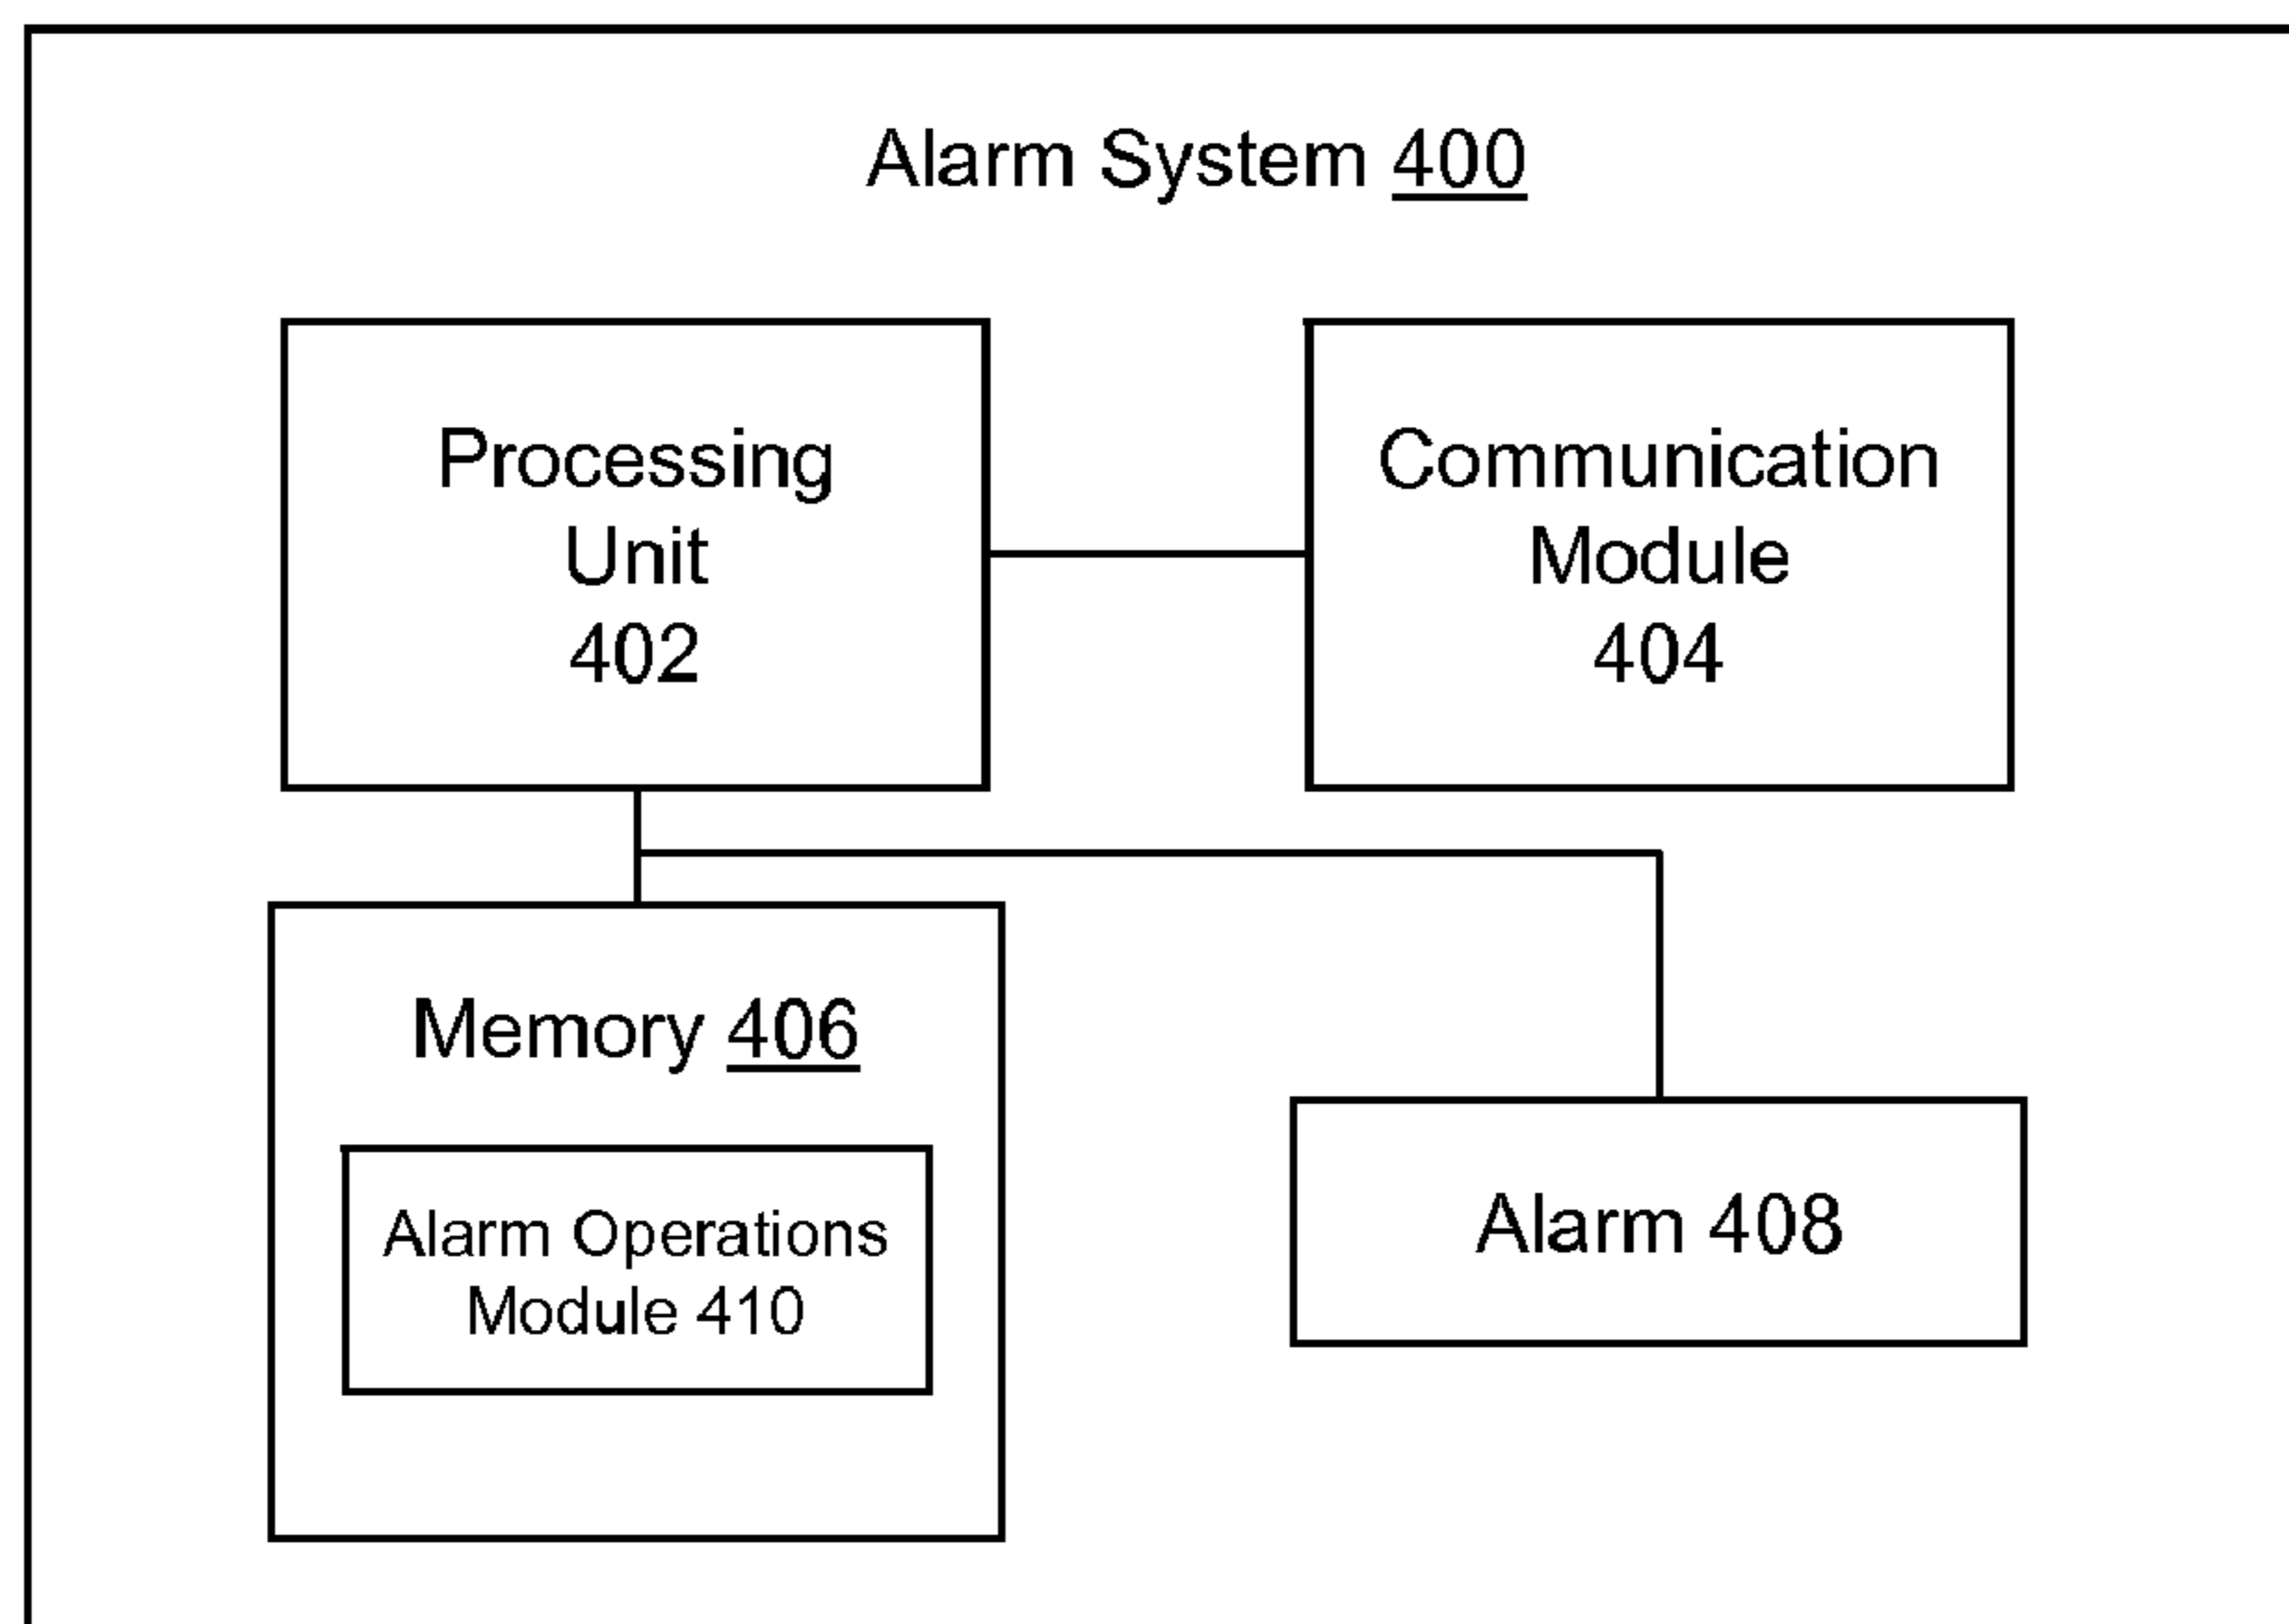 Alarm System 400
Processing
Unit
402
Communication
Module
404
Memory 406
Alarm Operations
Module 410
Alarm 408